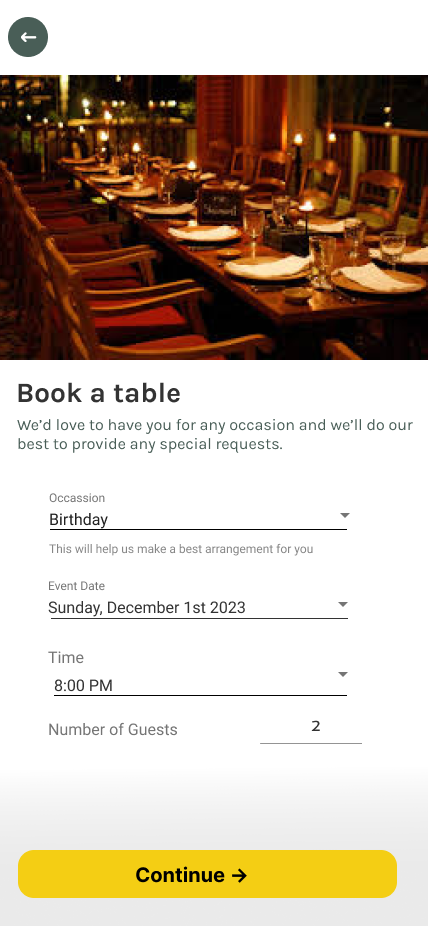 Book a table
We'd love to have you for any occasion and we'll do our
best to provide any special requests.
Occassion
Birthday
This will help us make a best arrangement for you
Event Date
Sunday, December 1st 2023
Time
8:00 PM
Number of Guests
2
Continue →